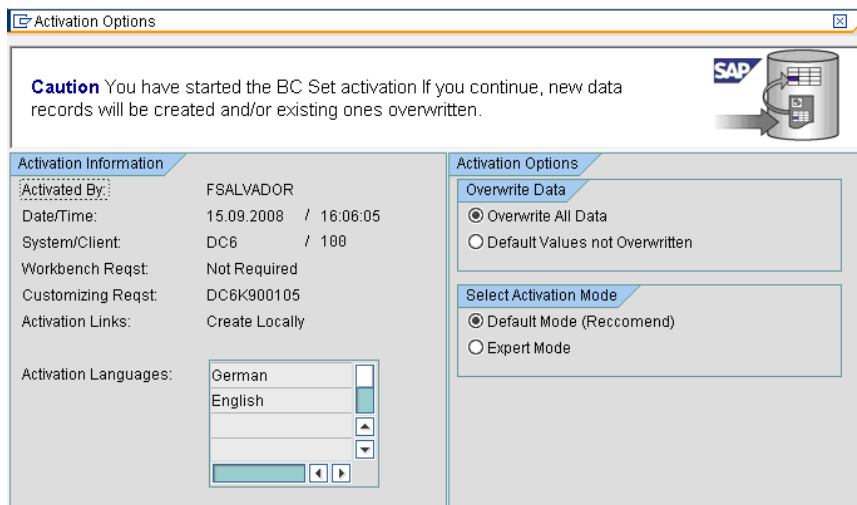 Activation Options
Caution You have started the BC Set activation If you continue, new data
records will be created and/or existing ones overwritten.
SAP
Activation Information
Activated By: FSALVADOR
Date/Time: 15.09.2008 / 16:06:05
System/Client: DC6 / 100
Workbench Reqst: Not Required
Customizing Reqst: DC6K900105
Activation Links: Create Locally
Activation Languages: German
English
Activation Options
Overwrite Data
Overwrite All Data
Default Values not Overwritten
Select Activation Mode
Default Mode (Reccomend)
Expert Mode